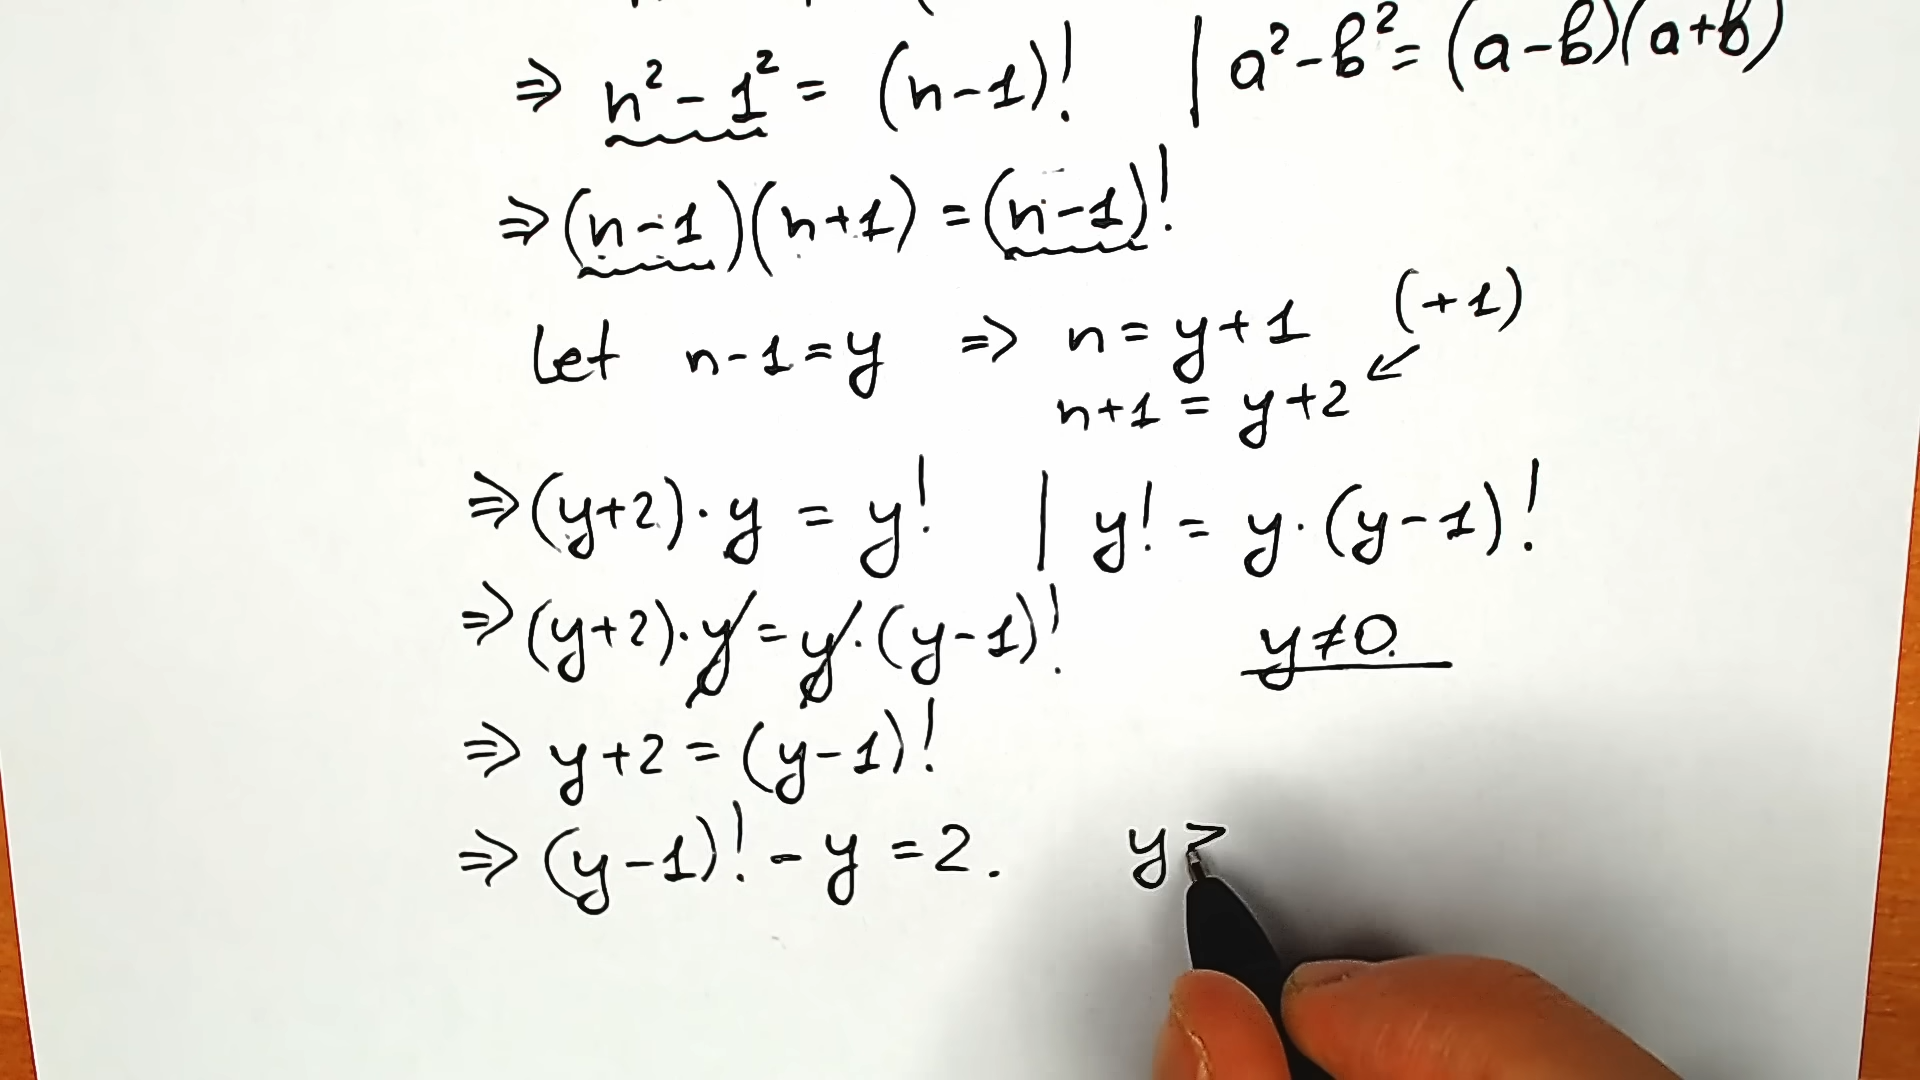 ⇒ n² - 1² = (n-1)! | a² - b² = (a-b)(a+b)
⇒ (n-1)(n+1) = (n-1)!
Let n-1=y ⇒ n = y+1 (+1)
n+1 = y+2 ↙
⇒ (y+2)·y = y! | y! = y·(y-1)!
⇒ (y+2)·y = y·(y-1)! y≠0.
⇒ y+2 = (y-1)!
⇒ (y-1)! - y = 2. y>